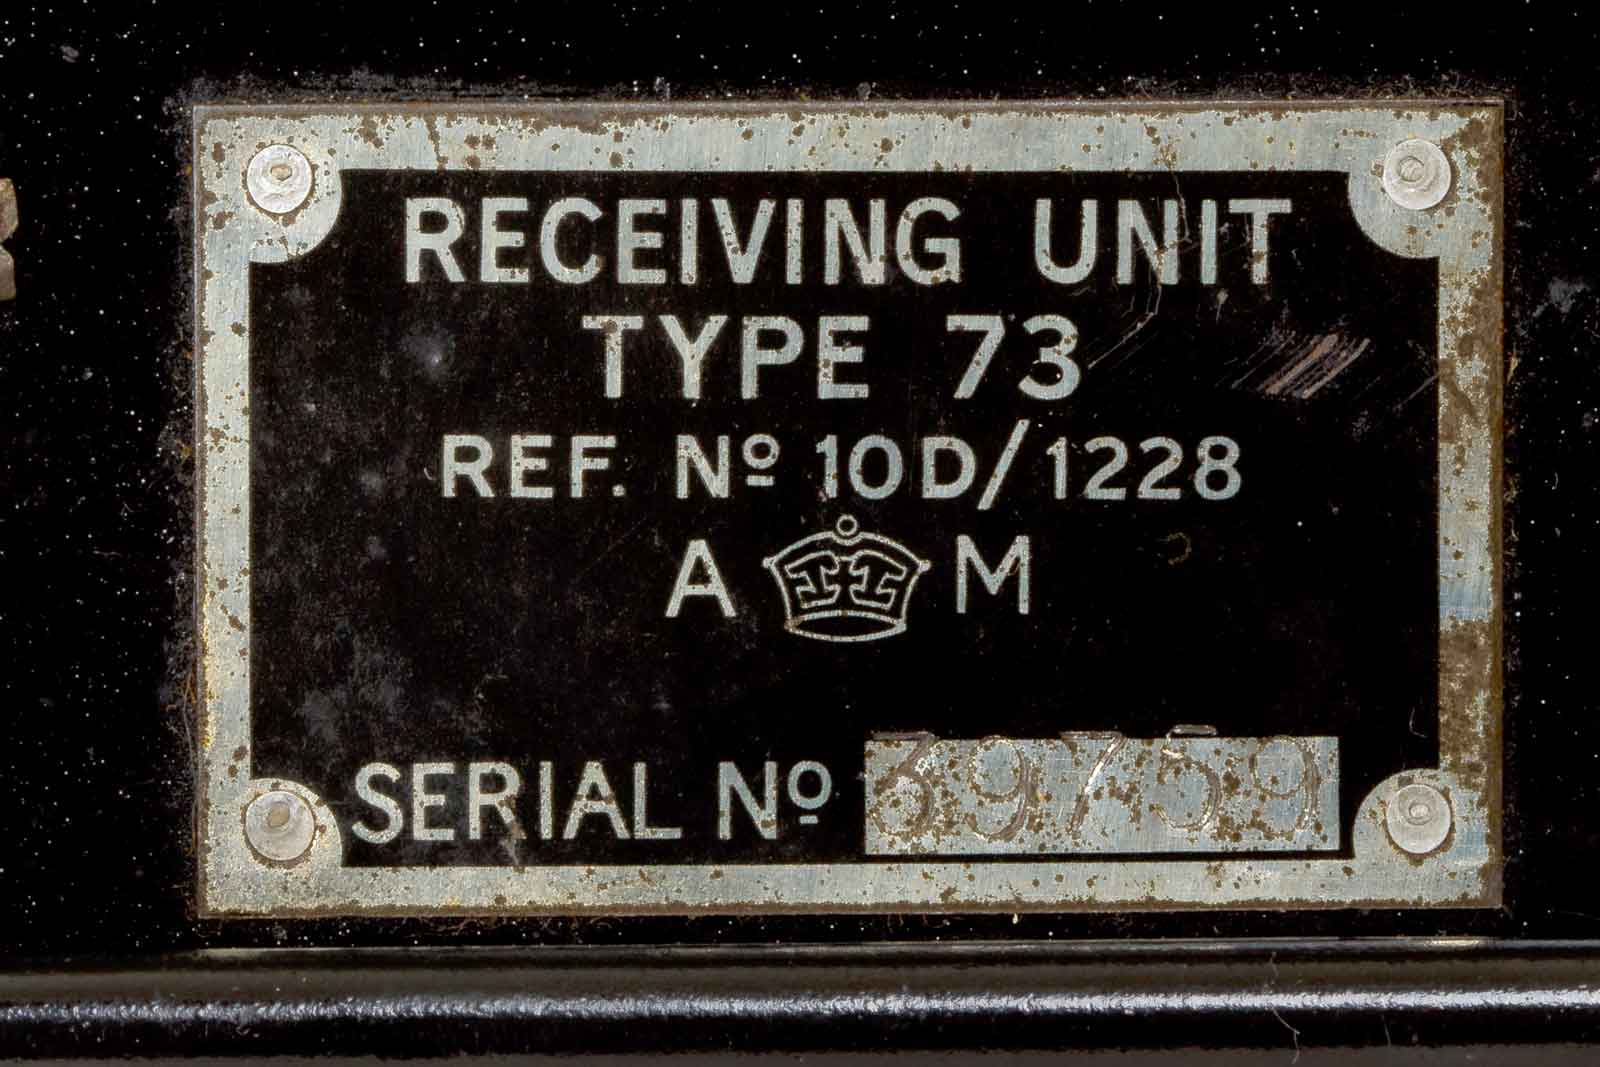 RECEIVING UNIT
TYPE 73
REF. Nº 10D/1228
A M
SERIAL Nº 39759